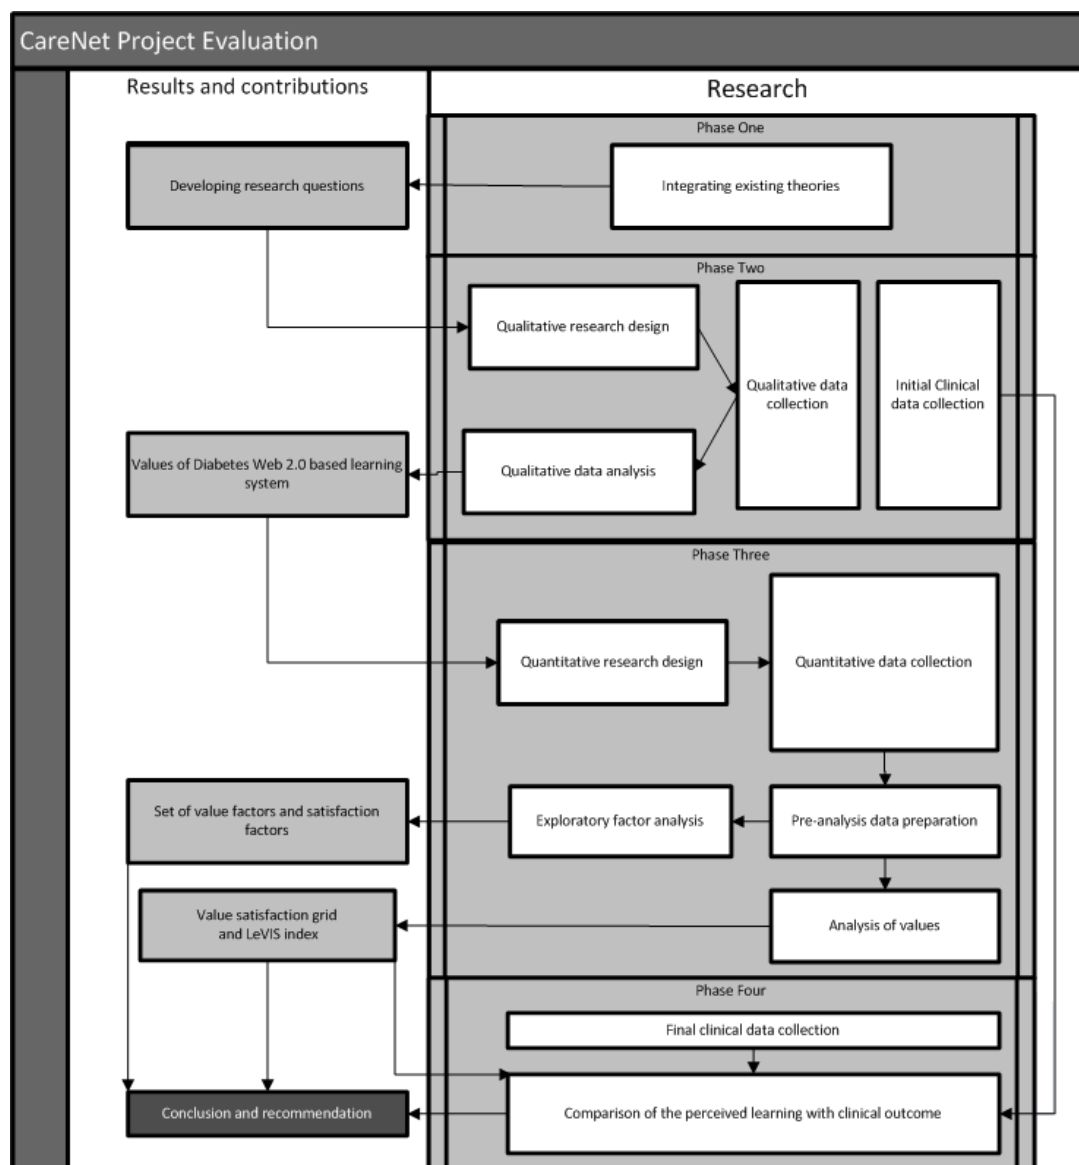 CareNet Project Evaluation
Results and contributions
Research
Phase One
Developing research questions
Integrating existing theories
Phase Two
Qualitative research design
Qualitative data
collection
Initial Clinical
data collection
Values of Diabetes Web 2.0 based learning
system
Qualitative data analysis
Phase Three
Quantitative research design
Quantitative data collection
Set of value factors and satisfaction
factors
Exploratory factor analysis
Pre-analysis data preparation
Value satisfaction grid
and LeVIS index
Analysis of values
Phase Four
Final clinical data collection
Conclusion and recommendation
Comparison of the perceived learning with clinical outcome